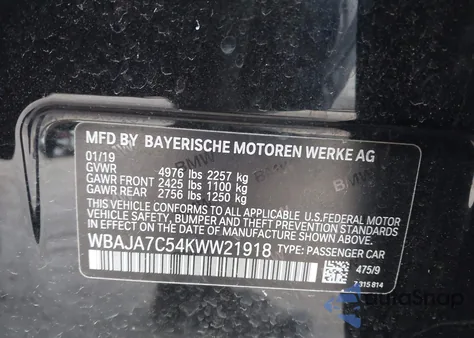 MFD BY BAYERISCHE MOTOREN WERKE AG
01/19
GVWR 4976 lbs 2257 kg
GAWR FRONT 2425 lbs 1100 kg
GAWR REAR 2756 lbs 1250 kg
THIS VEHICLE CONFORMS TO ALL APPLICABLE U.S.FEDERAL MOTOR
VEHICLE SAFETY, BUMPER AND THEFT PREVENTION STANDARDS
IN EFFECT ON THE DATE OF MANUFACTURE SHOWN ABOVE.
WBAJA7C54KWW21918 TYPE: PASSENGER CAR
475/9
7 315 814
AutoSnap